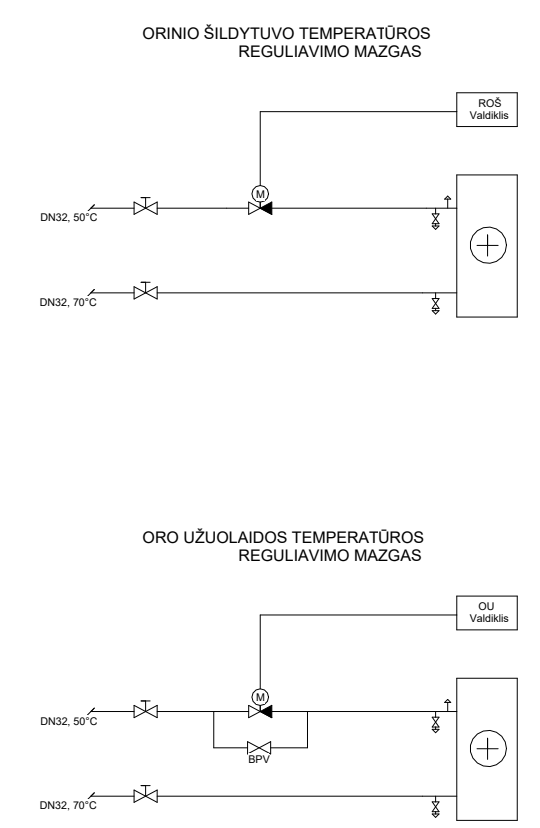 ORINIO ŠILDYTUVO TEMPERATŪROS
REGULIAVIMO MAZGAS
ROŠ
Valdiklis
M
DN32, 50°C
DN32, 70°C
ORO UŽUOLAIDOS TEMPERATŪROS
REGULIAVIMO MAZGAS
OU
Valdiklis
M
DN32, 50°C
BPV
DN32, 70°C